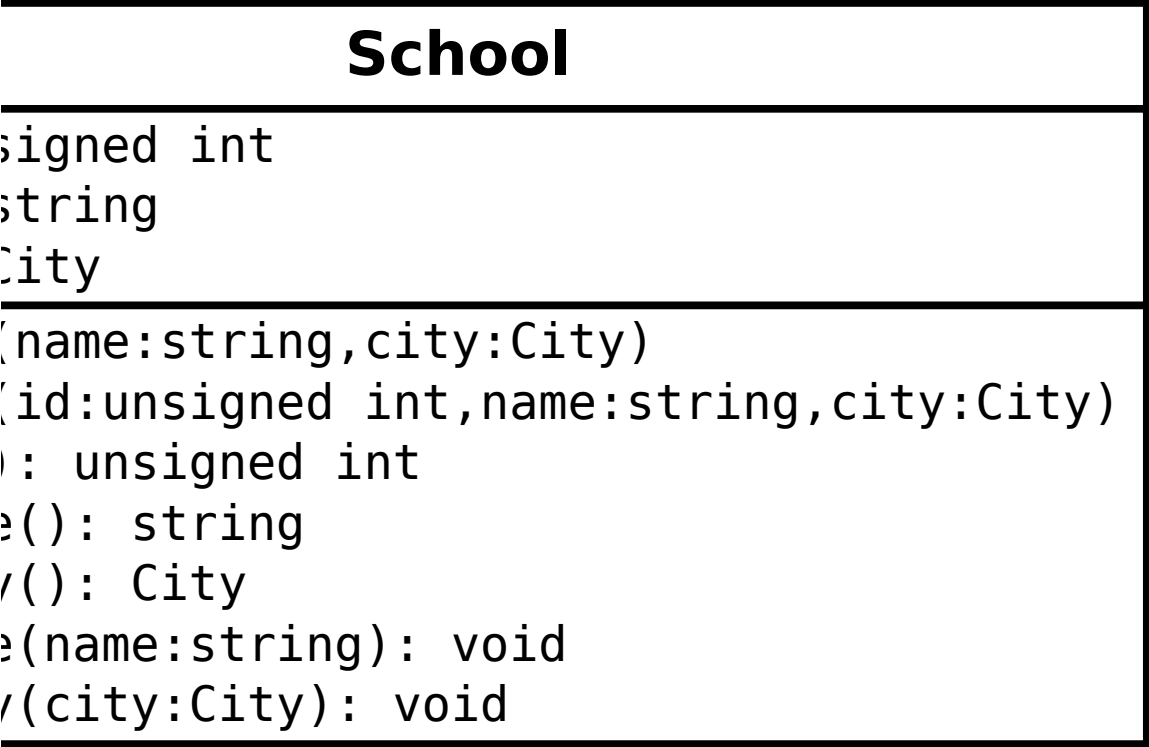 School
signed int
string
City
(name:string,city:City)
(id:unsigned int,name:string,city:City)
): unsigned int
e(): string
y(): City
e(name:string): void
y(city:City): void